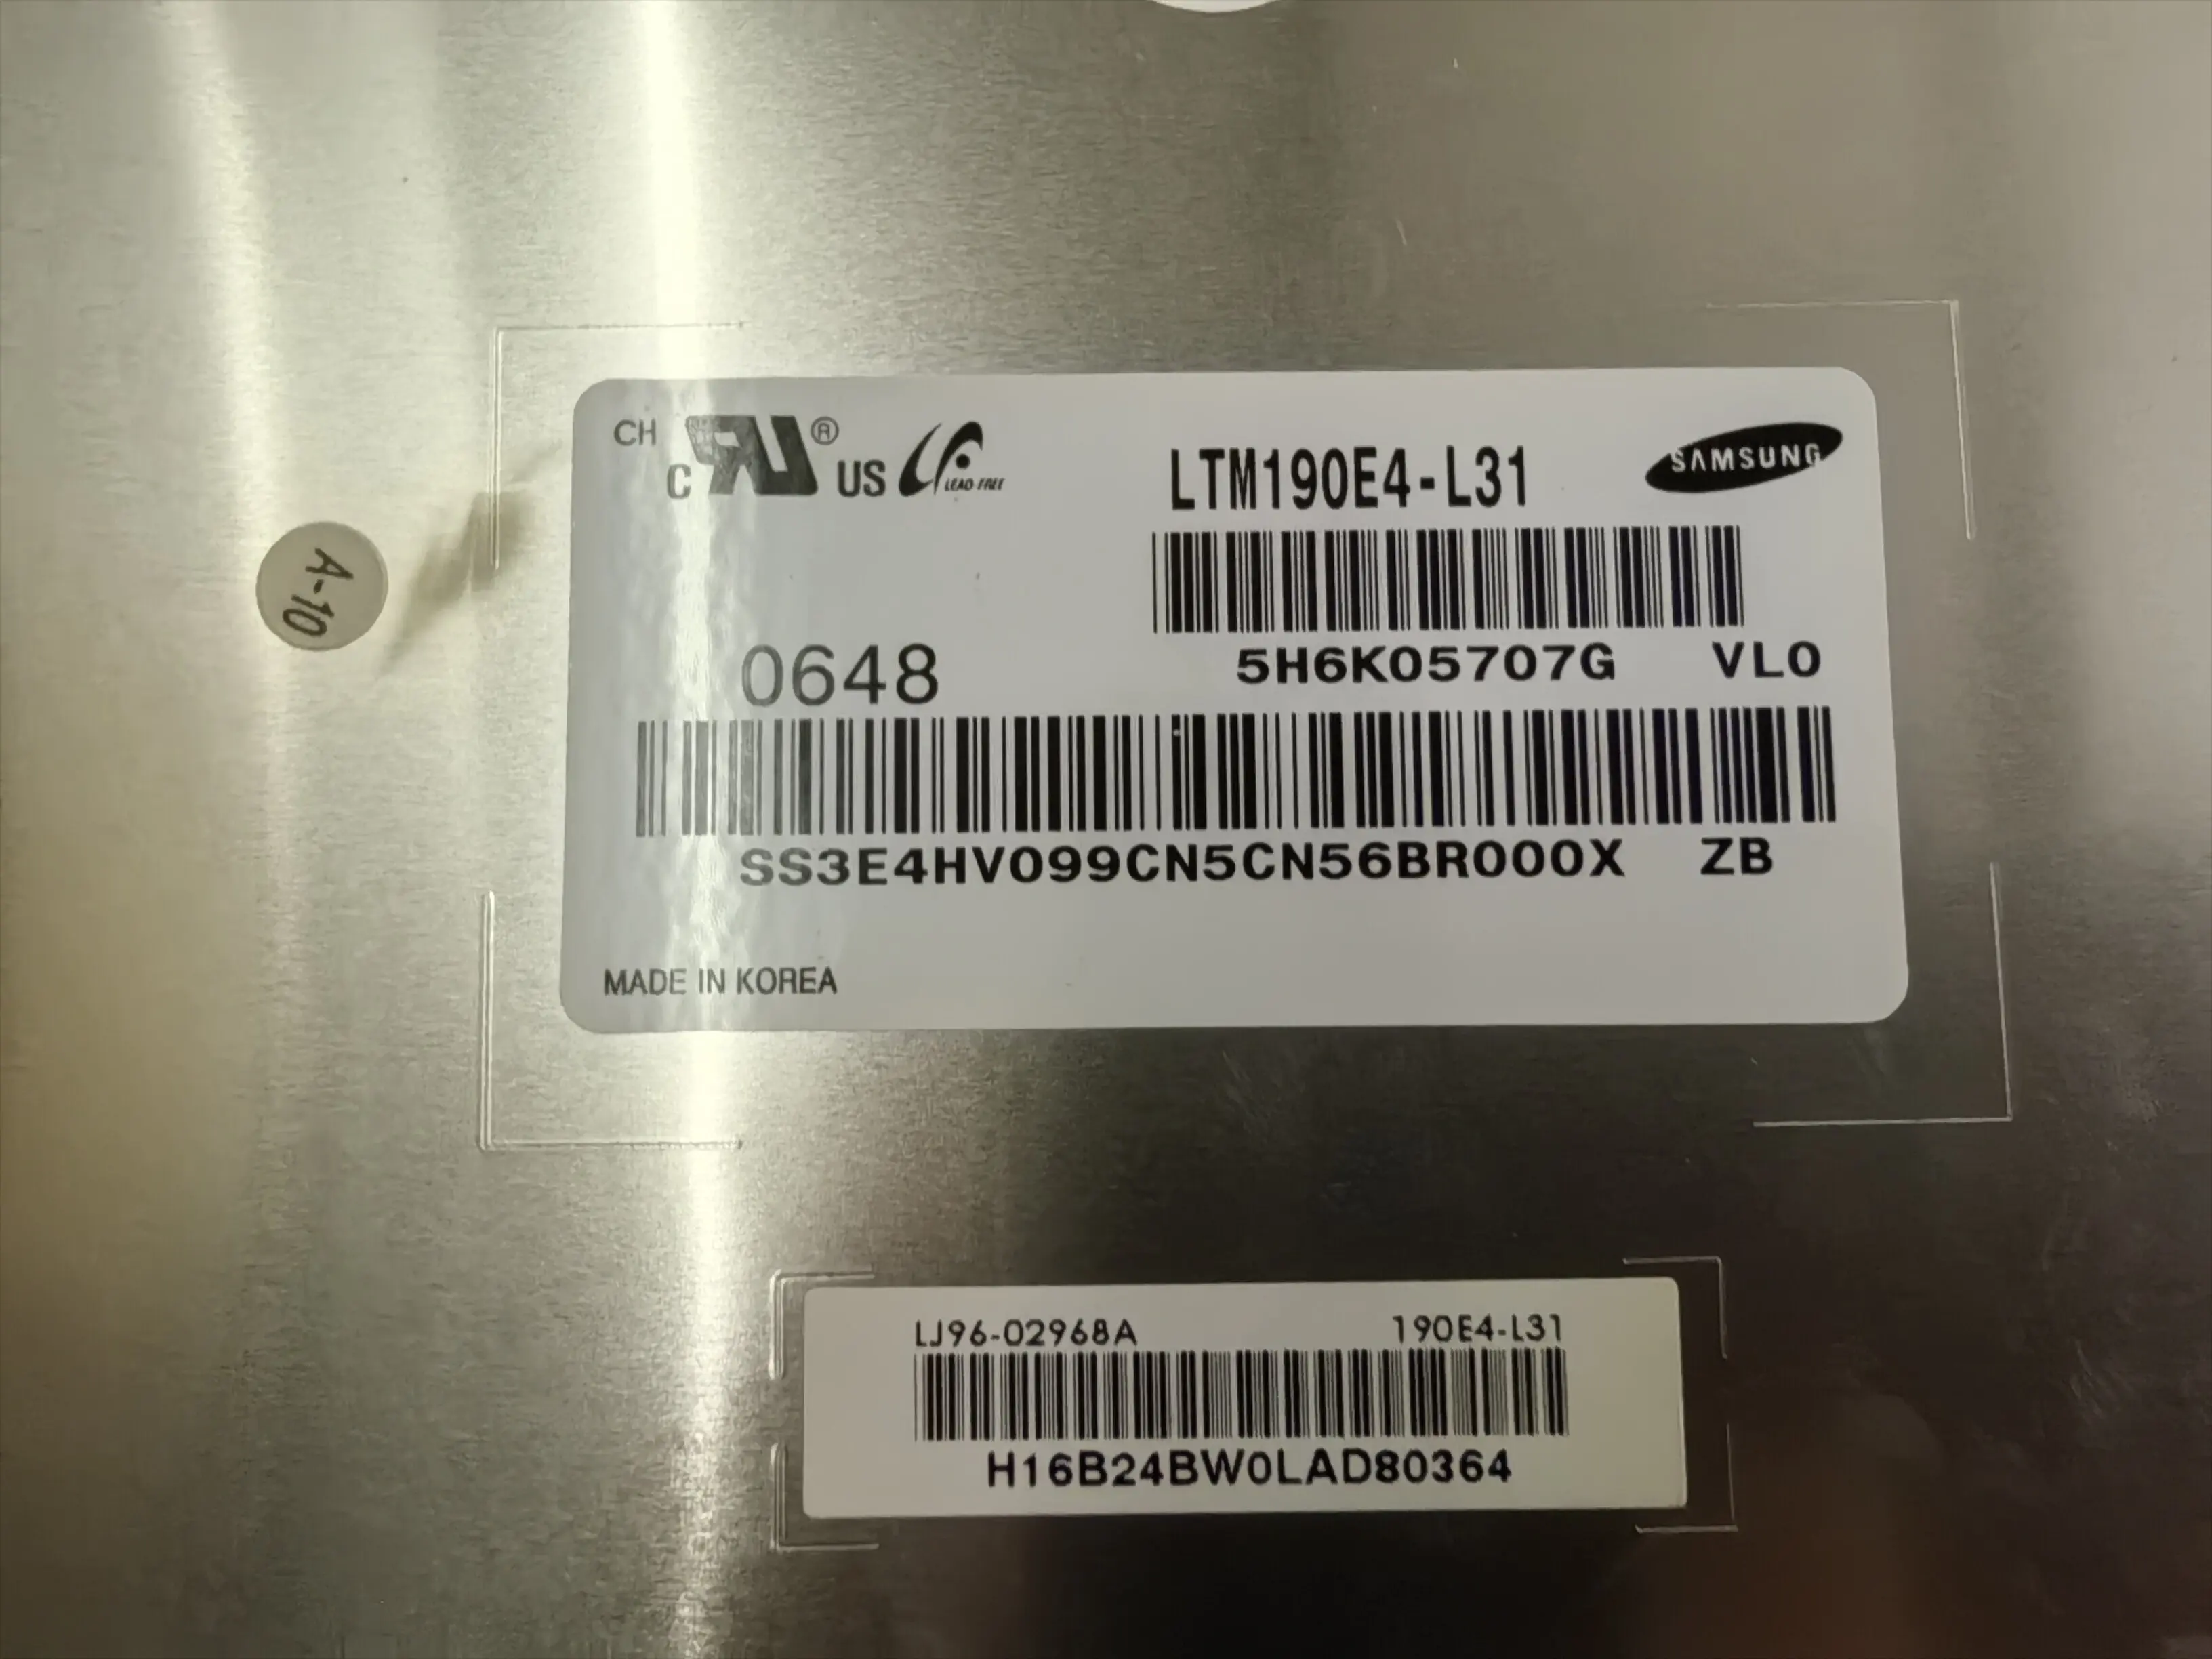 CH
C RU ® US LEAD FREE
LTM190E4-L31
SAMSUNG
A-10
0648
5H6K05707G VL0
SS3E4HV099CN5CN56BR000X ZB
MADE IN KOREA
LJ96-02968A 190E4-L31
H16B24BW0LAD80364